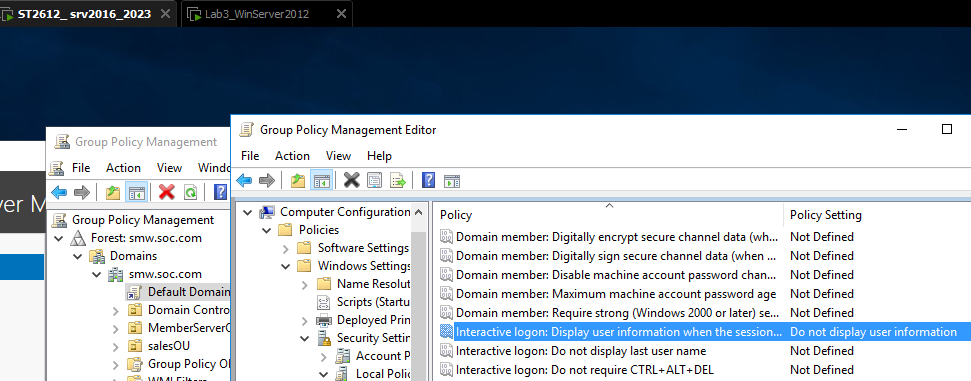 ST2612_ srv2016_2023
Lab3_WinServer2012
Group Policy Management
File Action View Windo
ver M
Group Policy Management
Forest: smw.soc.com
Domains
smw.soc.com
Default Domain
Domain Contro
MemberServerO
salesOU
Group Policy Ob
WMI Filters
Group Policy Management Editor
File Action View Help
Computer Configuration
Policies
Software Settings
Windows Settings
Name Resolut
Scripts (Startu
Deployed Prin
Security Settin
Account P
Local Polic
Policy Policy Setting
Domain member: Digitally encrypt secure channel data (wh... Not Defined
Domain member: Digitally sign secure channel data (when ... Not Defined
Domain member: Disable machine account password chan... Not Defined
Domain member: Maximum machine account password age Not Defined
Domain member: Require strong (Windows 2000 or later) se... Not Defined
Interactive logon: Display user information when the session... Do not display user information
Interactive logon: Do not display last user name Not Defined
Interactive logon: Do not require CTRL+ALT+DEL Not Defined